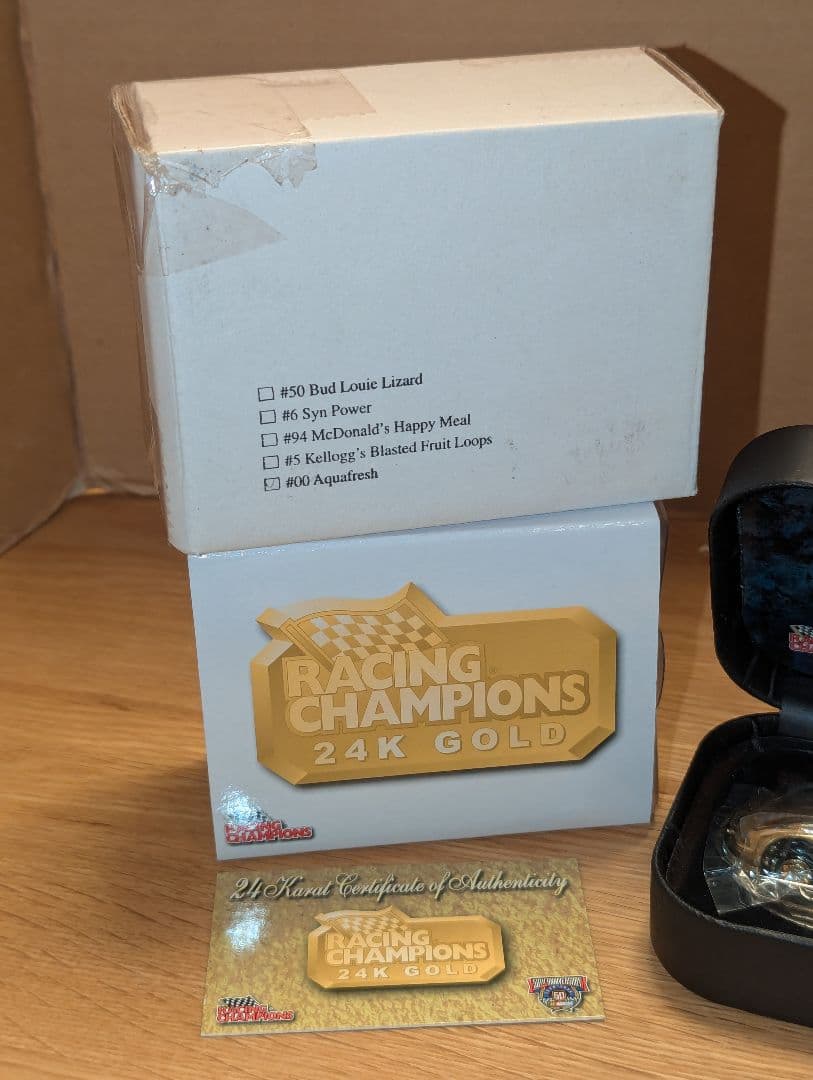 #50 Bud Louie Lizard
#6 Syn Power
#94 McDonald's Happy Meal
#5 Kellogg's Blasted Fruit Loops
#00 Aquafresh
RACING
CHAMPIONS
24K GOLD
RACING
CHAMPIONS
24 Karat Certificate of Authenticity
RACING
CHAMPIONS
24K GOLD
RACING
CHAMPIONS
50